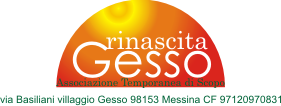 rinascita
Gesso
Associazione Temporanea di Scopo
via Basiliani villaggio Gesso 98153 Messina CF 97120970831